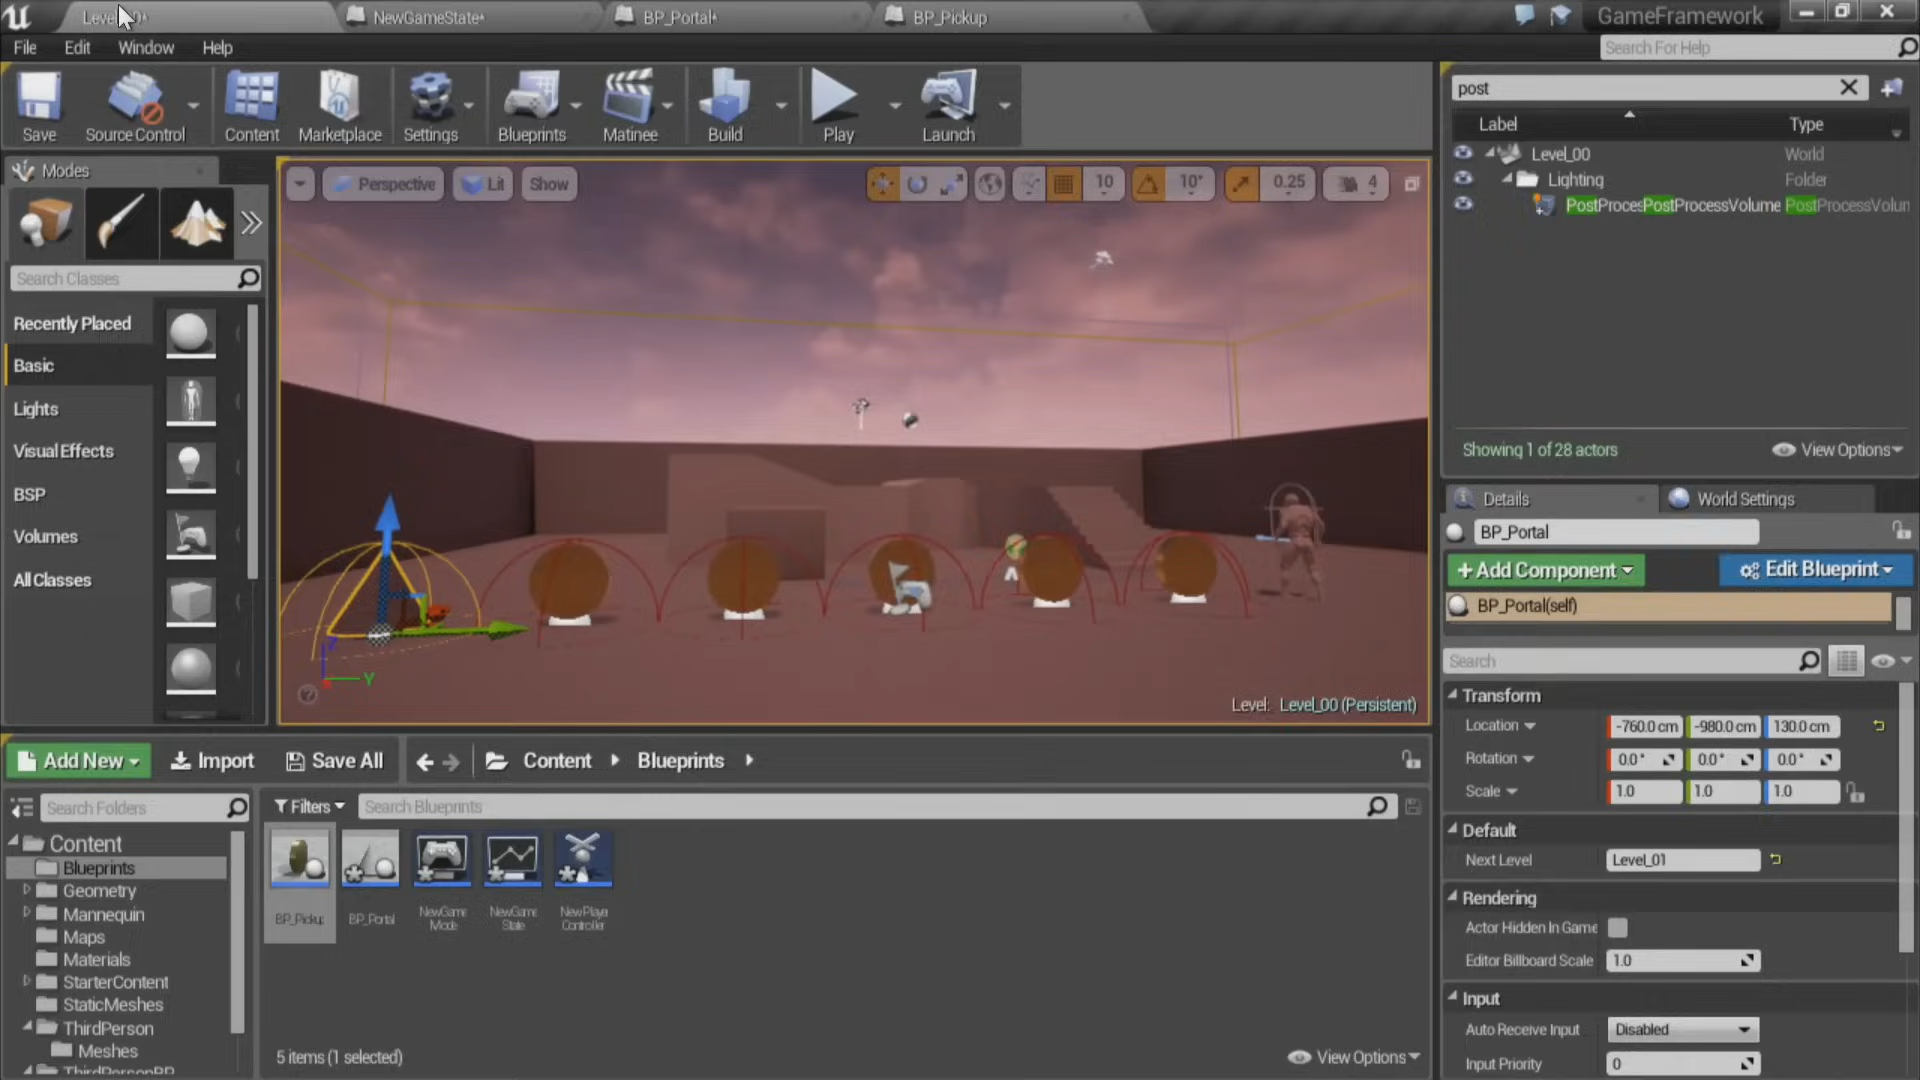 NewGameState*
BP_Portal*
BP_Pickup
GameFramework
File Edit Window Help
Search For Help
Save
Source Control
Content
Marketplace
Settings
Blueprints
Matinee
Build
Play
Launch
post
Label Type
Level_00 World
Lighting Folder
PostProcessVolume
Showing 1 of 28 actors
View Options
Modes
Search Classes
Recently Placed
Basic
Lights
Visual Effects
BSP
Volumes
All Classes
Perspective
Lit
Show
10
10°
0.25
4
Y
Level: Level_00 (Persistent)
Details
World Settings
BP_Portal
+ Add Component
Edit Blueprint
BP_Portal(self)
Search
Transform
Location -760.0 cm -980.0 cm 130.0 cm
Rotation 0.0° 0.0° 0.0°
Scale 1.0 1.0 1.0
Default
Next Level Level_01
Rendering
Actor Hidden In Game
Editor Billboard Scale 1.0
Input
Auto Receive Input Disabled
Input Priority 0
Add New
Import
Save All
Content
Blueprints
Search Folders
Filters
Search Blueprints
Content
Blueprints
Geometry
Mannequin
Maps
Materials
StarterContent
StaticMeshes
ThirdPerson
Meshes
ThirdPersonBP
BP_Pickup
BP_Portal
NewGame
Mode
NewGame
State
NewPlayer
Controller
5 items (1 selected)
View Options